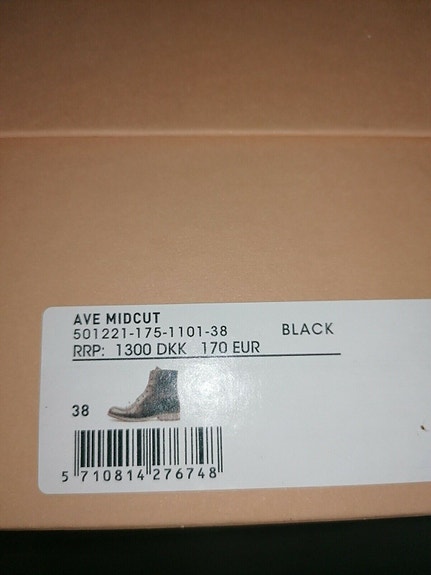 AVE MIDCUT
501221-175-1101-38 BLACK
RRP: 1300 DKK 170 EUR
38
5 710814 276748